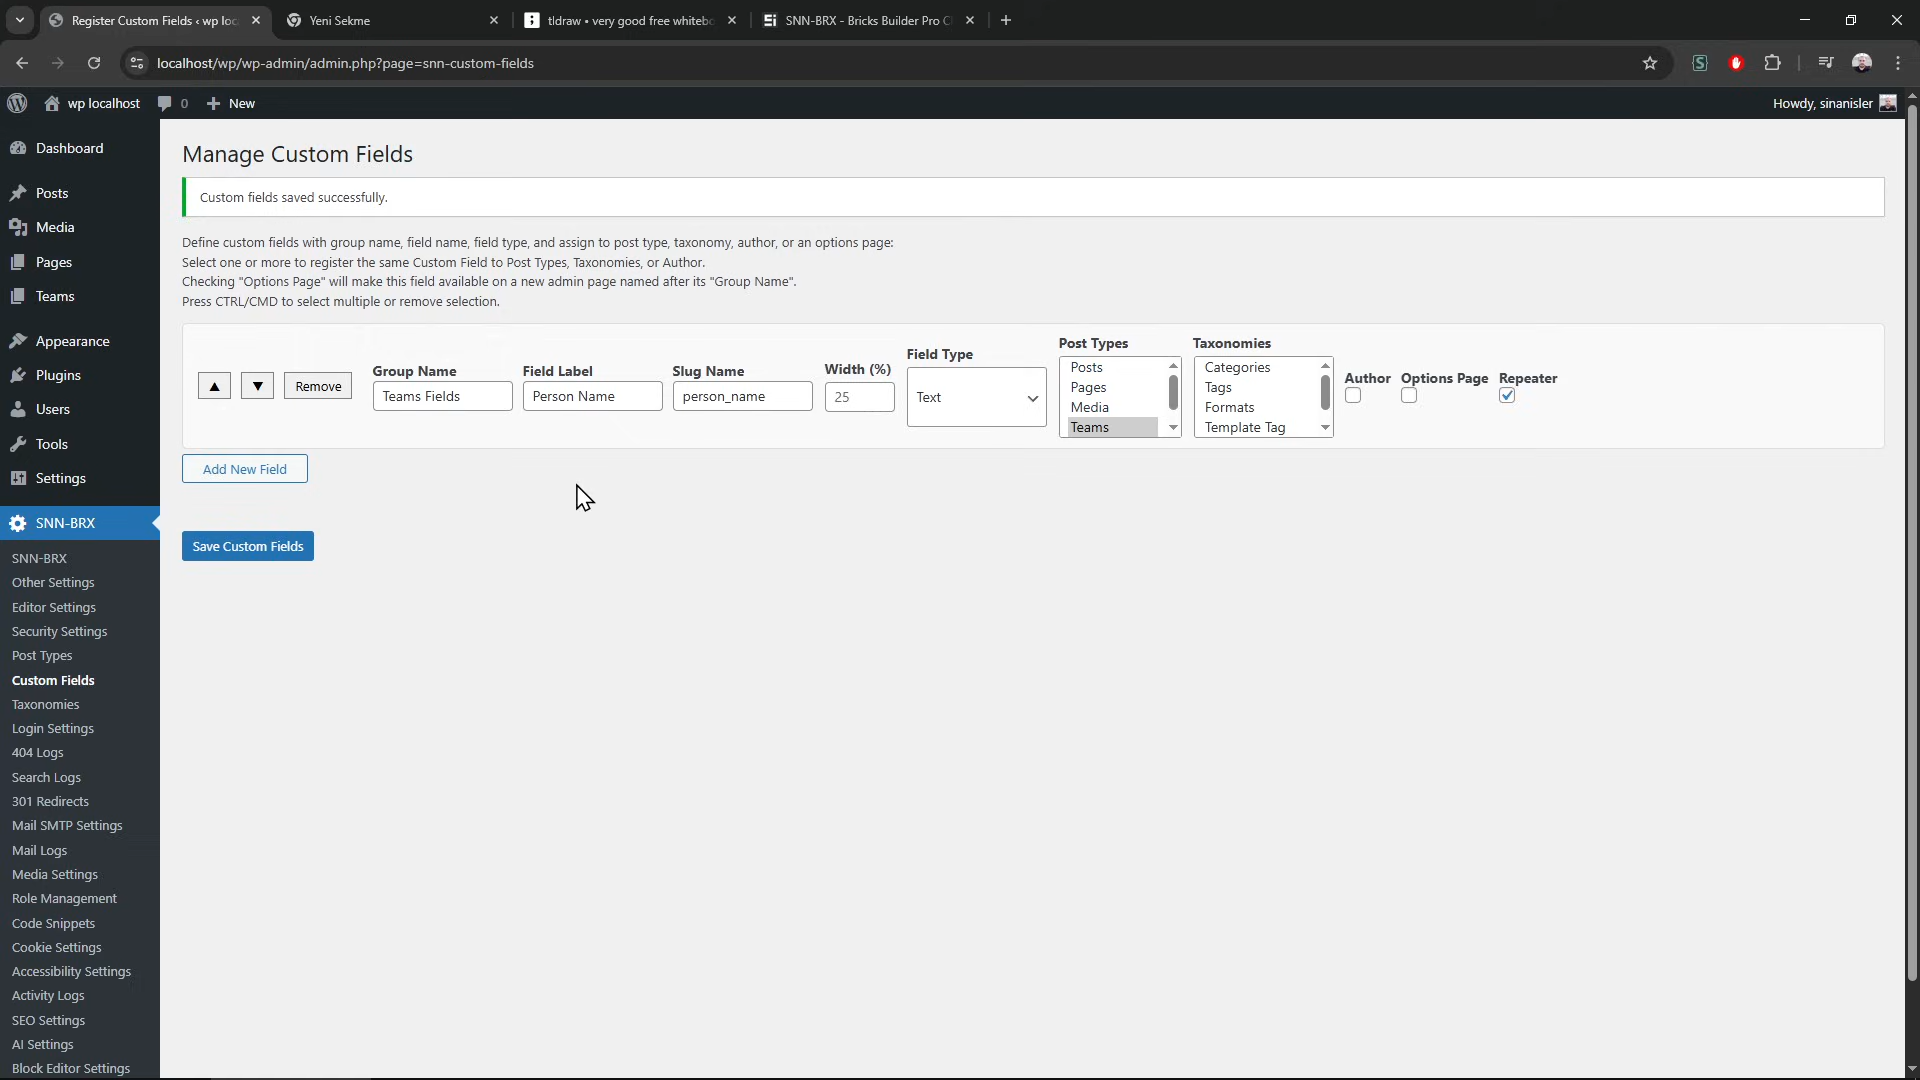 Register Custom Fields ‹ wp loc
Yeni Sekme
tldraw • very good free whitebo
SNN-BRX - Bricks Builder Pro C
localhost/wp/wp-admin/admin.php?page=snn-custom-fields
wp localhost
0
New
Howdy, sinanisler
Dashboard
Posts
Media
Pages
Teams
Appearance
Plugins
Users
Tools
Settings
SNN-BRX
SNN-BRX
Other Settings
Editor Settings
Security Settings
Post Types
Custom Fields
Taxonomies
Login Settings
404 Logs
Search Logs
301 Redirects
Mail SMTP Settings
Mail Logs
Media Settings
Role Management
Code Snippets
Cookie Settings
Accessibility Settings
Activity Logs
SEO Settings
AI Settings
Block Editor Settings
Manage Custom Fields
Custom fields saved successfully.
Define custom fields with group name, field name, field type, and assign to post type, taxonomy, author, or an options page:
Select one or more to register the same Custom Field to Post Types, Taxonomies, or Author.
Checking "Options Page" will make this field available on a new admin page named after its "Group Name".
Press CTRL/CMD to select multiple or remove selection.
▲ ▼ Remove
Group Name
Teams Fields
Field Label
Person Name
Slug Name
person_name
Width (%)
25
Field Type
Text
Post Types
Posts
Pages
Media
Teams
Taxonomies
Categories
Tags
Formats
Template Tag
Author
Options Page
Repeater
Add New Field
Save Custom Fields